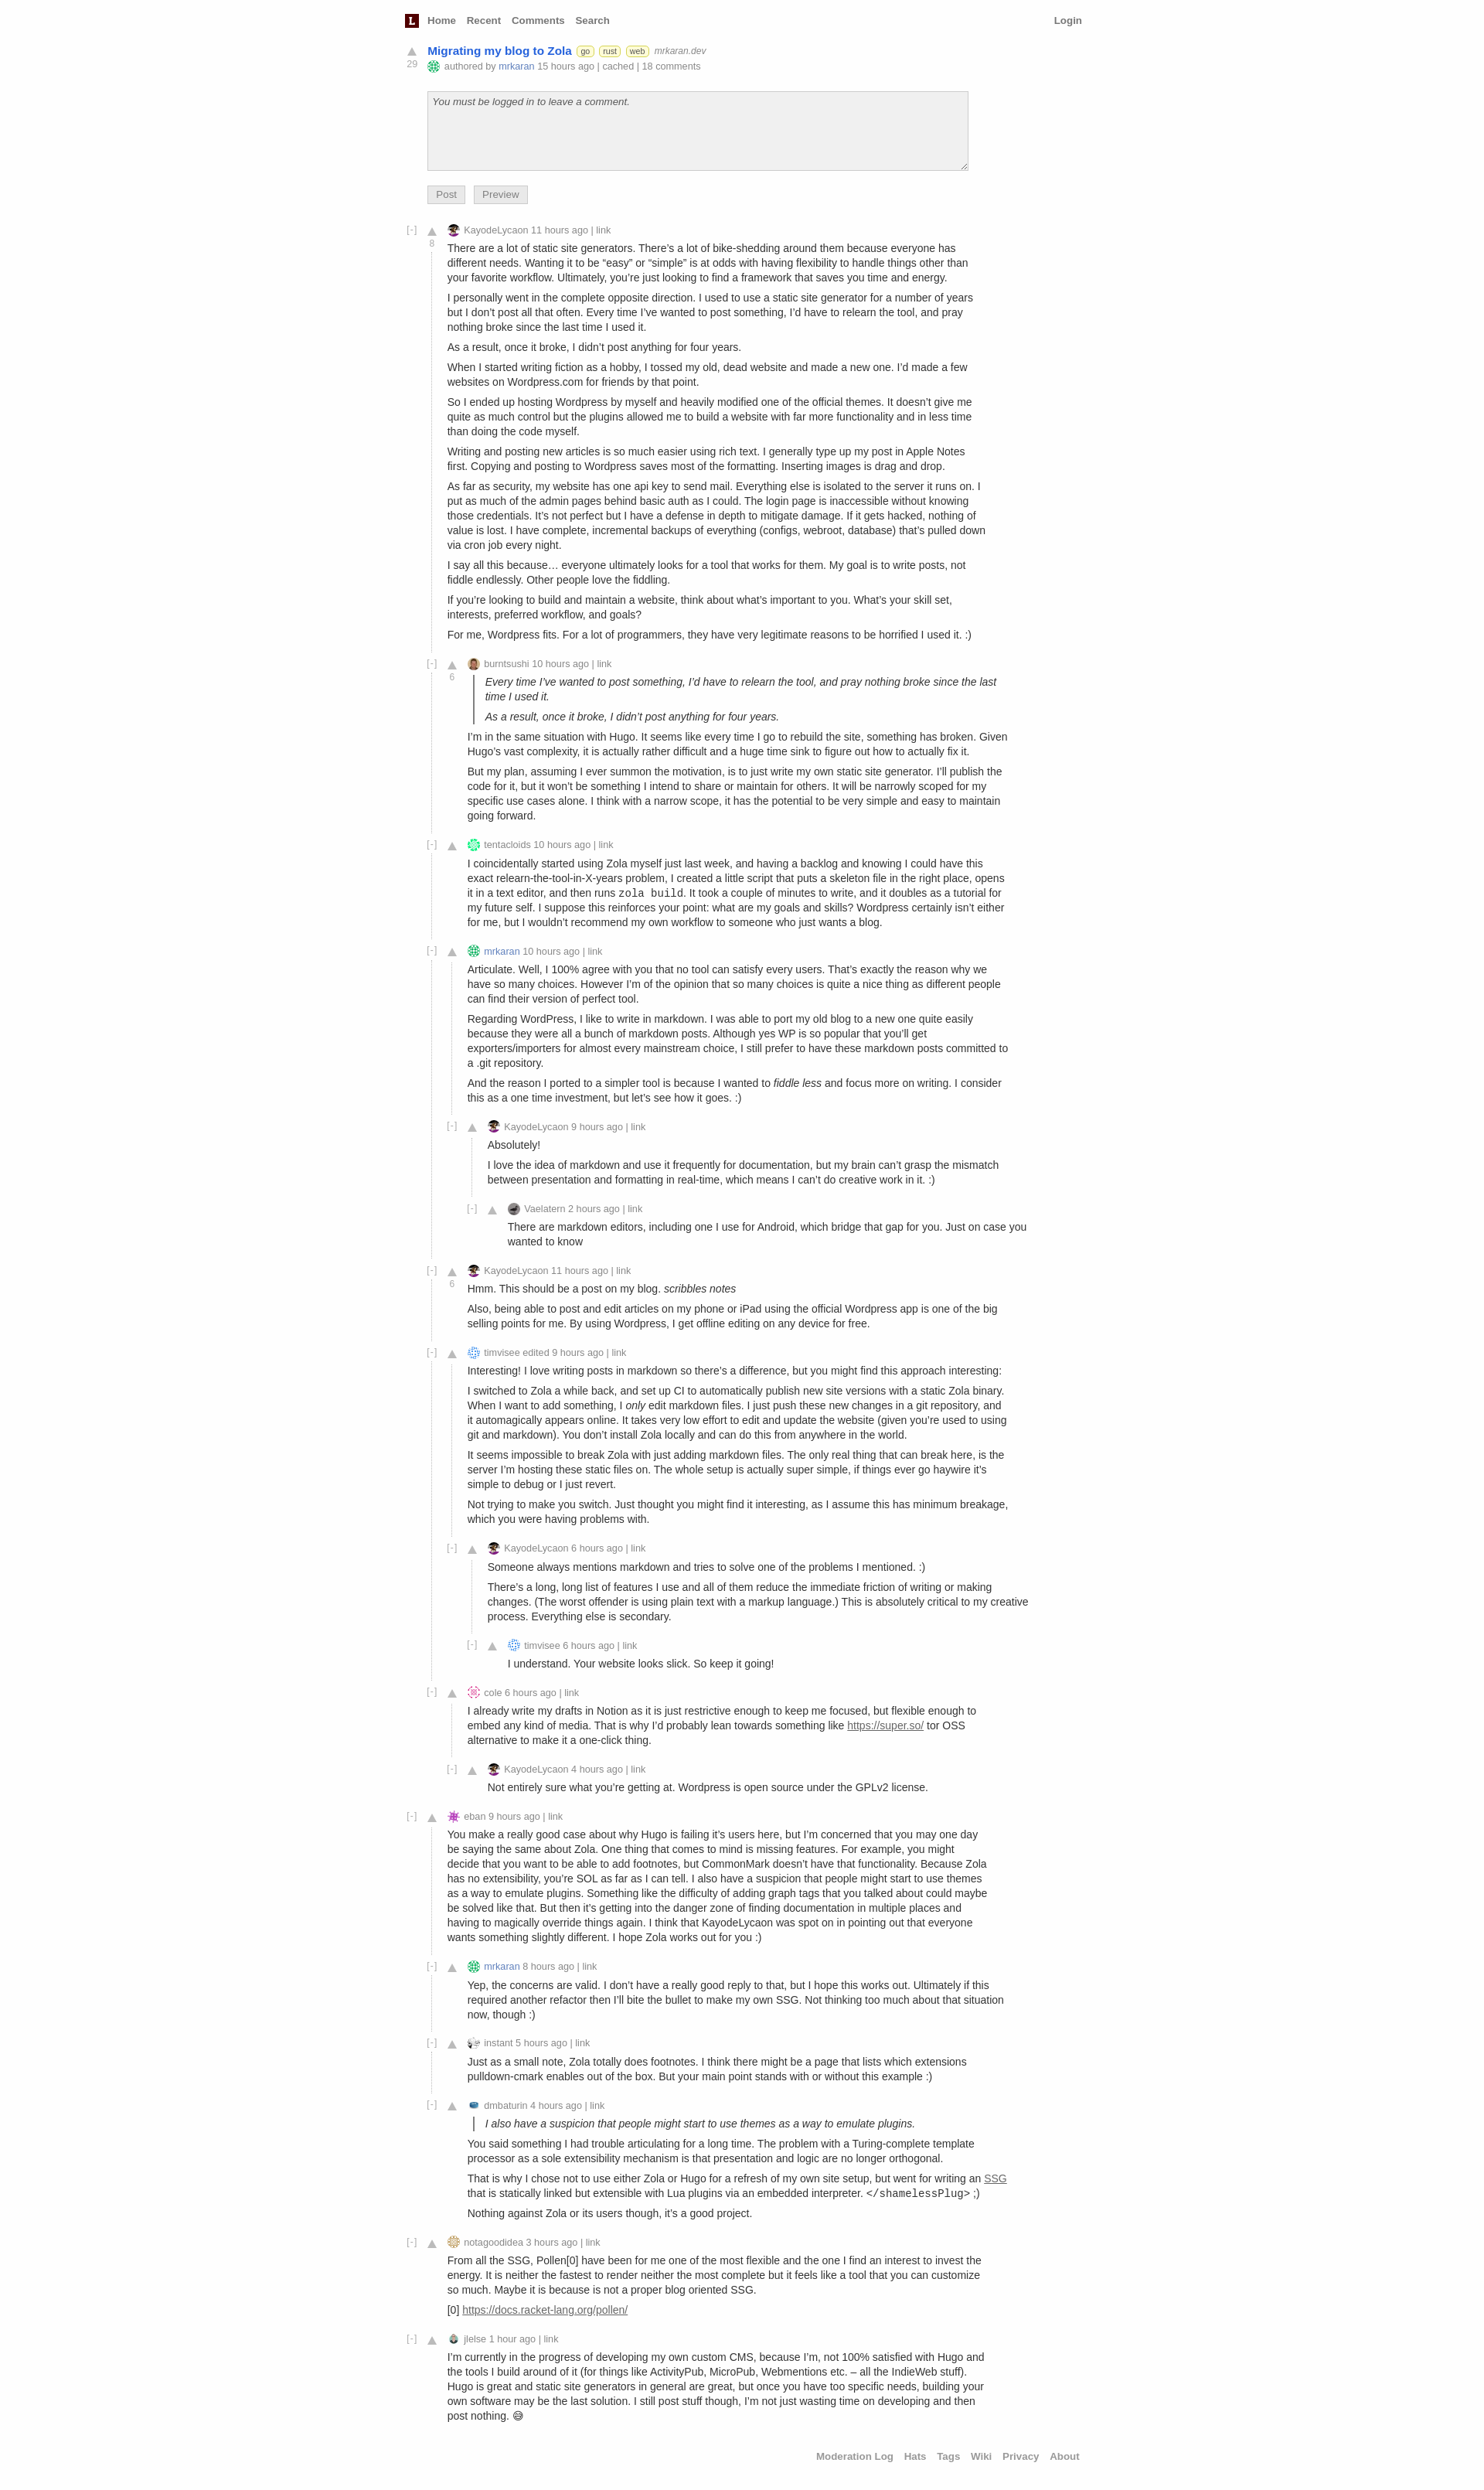 L Home Recent Comments Search Login
Migrating my blog to Zola go rust web mrkaran.dev
29 authored by mrkaran 15 hours ago | cached | 18 comments
You must be logged in to leave a comment.
Post Preview
[-] KayodeLycaon 11 hours ago | link
8
There are a lot of static site generators. There’s a lot of bike-shedding around them because everyone has
different needs. Wanting it to be “easy” or “simple” is at odds with having flexibility to handle things other than
your favorite workflow. Ultimately, you’re just looking to find a framework that saves you time and energy.
I personally went in the complete opposite direction. I used to use a static site generator for a number of years
but I don’t post all that often. Every time I’ve wanted to post something, I’d have to relearn the tool, and pray
nothing broke since the last time I used it.
As a result, once it broke, I didn’t post anything for four years.
When I started writing fiction as a hobby, I tossed my old, dead website and made a new one. I’d made a few
websites on Wordpress.com for friends by that point.
So I ended up hosting Wordpress by myself and heavily modified one of the official themes. It doesn’t give me
quite as much control but the plugins allowed me to build a website with far more functionality and in less time
than doing the code myself.
Writing and posting new articles is so much easier using rich text. I generally type up my post in Apple Notes
first. Copying and posting to Wordpress saves most of the formatting. Inserting images is drag and drop.
As far as security, my website has one api key to send mail. Everything else is isolated to the server it runs on. I
put as much of the admin pages behind basic auth as I could. The login page is inaccessible without knowing
those credentials. It’s not perfect but I have a defense in depth to mitigate damage. If it gets hacked, nothing of
value is lost. I have complete, incremental backups of everything (configs, webroot, database) that’s pulled down
via cron job every night.
I say all this because… everyone ultimately looks for a tool that works for them. My goal is to write posts, not
fiddle endlessly. Other people love the fiddling.
If you’re looking to build and maintain a website, think about what’s important to you. What’s your skill set,
interests, preferred workflow, and goals?
For me, Wordpress fits. For a lot of programmers, they have very legitimate reasons to be horrified I used it. :)
[-] burntsushi 10 hours ago | link
6
Every time I’ve wanted to post something, I’d have to relearn the tool, and pray nothing broke since the last
time I used it.
As a result, once it broke, I didn’t post anything for four years.
I’m in the same situation with Hugo. It seems like every time I go to rebuild the site, something has broken. Given
Hugo’s vast complexity, it is actually rather difficult and a huge time sink to figure out how to actually fix it.
But my plan, assuming I ever summon the motivation, is to just write my own static site generator. I’ll publish the
code for it, but it won’t be something I intend to share or maintain for others. It will be narrowly scoped for my
specific use cases alone. I think with a narrow scope, it has the potential to be very simple and easy to maintain
going forward.
[-] tentacloids 10 hours ago | link
I coincidentally started using Zola myself just last week, and having a backlog and knowing I could have this
exact relearn-the-tool-in-X-years problem, I created a little script that puts a skeleton file in the right place, opens
it in a text editor, and then runs zola build. It took a couple of minutes to write, and it doubles as a tutorial for
my future self. I suppose this reinforces your point: what are my goals and skills? Wordpress certainly isn’t either
for me, but I wouldn’t recommend my own workflow to someone who just wants a blog.
[-] mrkaran 10 hours ago | link
Articulate. Well, I 100% agree with you that no tool can satisfy every users. That’s exactly the reason why we
have so many choices. However I’m of the opinion that so many choices is quite a nice thing as different people
can find their version of perfect tool.
Regarding WordPress, I like to write in markdown. I was able to port my old blog to a new one quite easily
because they were all a bunch of markdown posts. Although yes WP is so popular that you’ll get
exporters/importers for almost every mainstream choice, I still prefer to have these markdown posts committed to
a .git repository.
And the reason I ported to a simpler tool is because I wanted to fiddle less and focus more on writing. I consider
this as a one time investment, but let’s see how it goes. :)
[-] KayodeLycaon 9 hours ago | link
Absolutely!
I love the idea of markdown and use it frequently for documentation, but my brain can’t grasp the mismatch
between presentation and formatting in real-time, which means I can’t do creative work in it. :)
[-] Vaelatern 2 hours ago | link
There are markdown editors, including one I use for Android, which bridge that gap for you. Just on case you
wanted to know
[-] KayodeLycaon 11 hours ago | link
6
Hmm. This should be a post on my blog. scribbles notes
Also, being able to post and edit articles on my phone or iPad using the official Wordpress app is one of the big
selling points for me. By using Wordpress, I get offline editing on any device for free.
[-] timvisee edited 9 hours ago | link
Interesting! I love writing posts in markdown so there’s a difference, but you might find this approach interesting:
I switched to Zola a while back, and set up CI to automatically publish new site versions with a static Zola binary.
When I want to add something, I only edit markdown files. I just push these new changes in a git repository, and
it automagically appears online. It takes very low effort to edit and update the website (given you’re used to using
git and markdown). You don’t install Zola locally and can do this from anywhere in the world.
It seems impossible to break Zola with just adding markdown files. The only real thing that can break here, is the
server I’m hosting these static files on. The whole setup is actually super simple, if things ever go haywire it’s
simple to debug or I just revert.
Not trying to make you switch. Just thought you might find it interesting, as I assume this has minimum breakage,
which you were having problems with.
[-] KayodeLycaon 6 hours ago | link
Someone always mentions markdown and tries to solve one of the problems I mentioned. :)
There’s a long, long list of features I use and all of them reduce the immediate friction of writing or making
changes. (The worst offender is using plain text with a markup language.) This is absolutely critical to my creative
process. Everything else is secondary.
[-] timvisee 6 hours ago | link
I understand. Your website looks slick. So keep it going!
[-] cole 6 hours ago | link
I already write my drafts in Notion as it is just restrictive enough to keep me focused, but flexible enough to
embed any kind of media. That is why I’d probably lean towards something like https://super.so/ tor OSS
alternative to make it a one-click thing.
[-] KayodeLycaon 4 hours ago | link
Not entirely sure what you’re getting at. Wordpress is open source under the GPLv2 license.
[-] eban 9 hours ago | link
You make a really good case about why Hugo is failing it’s users here, but I’m concerned that you may one day
be saying the same about Zola. One thing that comes to mind is missing features. For example, you might
decide that you want to be able to add footnotes, but CommonMark doesn’t have that functionality. Because Zola
has no extensibility, you’re SOL as far as I can tell. I also have a suspicion that people might start to use themes
as a way to emulate plugins. Something like the difficulty of adding graph tags that you talked about could maybe
be solved like that. But then it’s getting into the danger zone of finding documentation in multiple places and
having to magically override things again. I think that KayodeLycaon was spot on in pointing out that everyone
wants something slightly different. I hope Zola works out for you :)
[-] mrkaran 8 hours ago | link
Yep, the concerns are valid. I don’t have a really good reply to that, but I hope this works out. Ultimately if this
required another refactor then I’ll bite the bullet to make my own SSG. Not thinking too much about that situation
now, though :)
[-] instant 5 hours ago | link
Just as a small note, Zola totally does footnotes. I think there might be a page that lists which extensions
pulldown-cmark enables out of the box. But your main point stands with or without this example :)
[-] dmbaturin 4 hours ago | link
I also have a suspicion that people might start to use themes as a way to emulate plugins.
You said something I had trouble articulating for a long time. The problem with a Turing-complete template
processor as a sole extensibility mechanism is that presentation and logic are no longer orthogonal.
That is why I chose not to use either Zola or Hugo for a refresh of my own site setup, but went for writing an SSG
that is statically linked but extensible with Lua plugins via an embedded interpreter. </shamelessPlug> ;)
Nothing against Zola or its users though, it’s a good project.
[-] notagoodidea 3 hours ago | link
From all the SSG, Pollen[0] have been for me one of the most flexible and the one I find an interest to invest the
energy. It is neither the fastest to render neither the most complete but it feels like a tool that you can customize
so much. Maybe it is because is not a proper blog oriented SSG.
[0] https://docs.racket-lang.org/pollen/
[-] jlelse 1 hour ago | link
I’m currently in the progress of developing my own custom CMS, because I’m, not 100% satisfied with Hugo and
the tools I build around of it (for things like ActivityPub, MicroPub, Webmentions etc. – all the IndieWeb stuff).
Hugo is great and static site generators in general are great, but once you have too specific needs, building your
own software may be the last solution. I still post stuff though, I’m not just wasting time on developing and then
post nothing. 😅
Moderation Log Hats Tags Wiki Privacy About